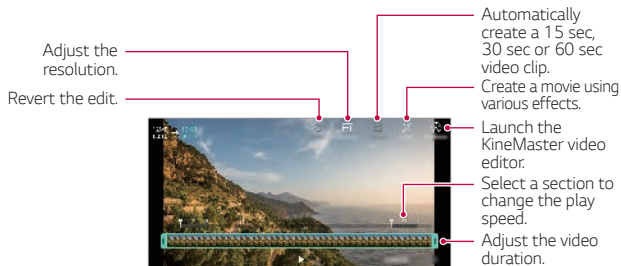 Automatically
create a 15 sec,
30 sec or 60 sec
video clip.
Adjust the
resolution.
Create a movie using
various effects.
Revert the edit.
Launch the
KineMaster video
editor.
Select a section to
change the play
speed.
Adjust the video
duration.